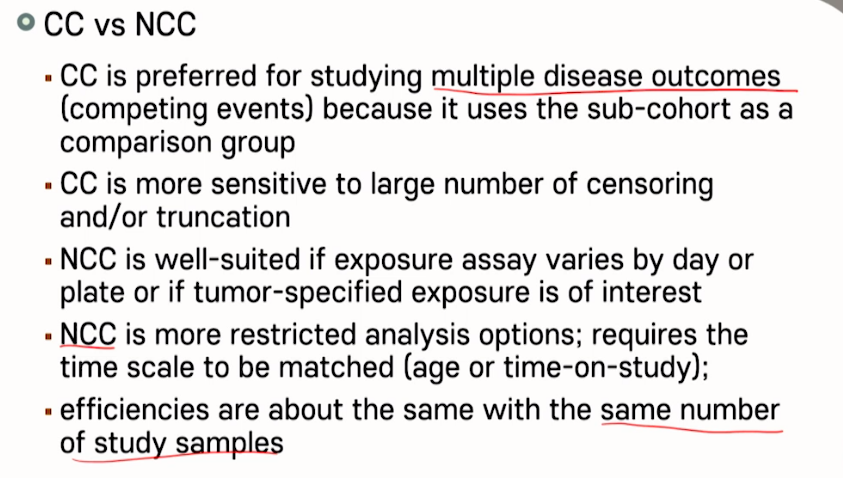 CC vs NCC
CC is preferred for studying multiple disease outcomes
(competing events) because it uses the sub-cohort as a
comparison group
CC is more sensitive to large number of censoring
and/or truncation
NCC is well-suited if exposure assay varies by day or
plate or if tumor-specified exposure is of interest
NCC is more restricted analysis options; requires the
time scale to be matched (age or time-on-study);
efficiencies are about the same with the same number
of study samples